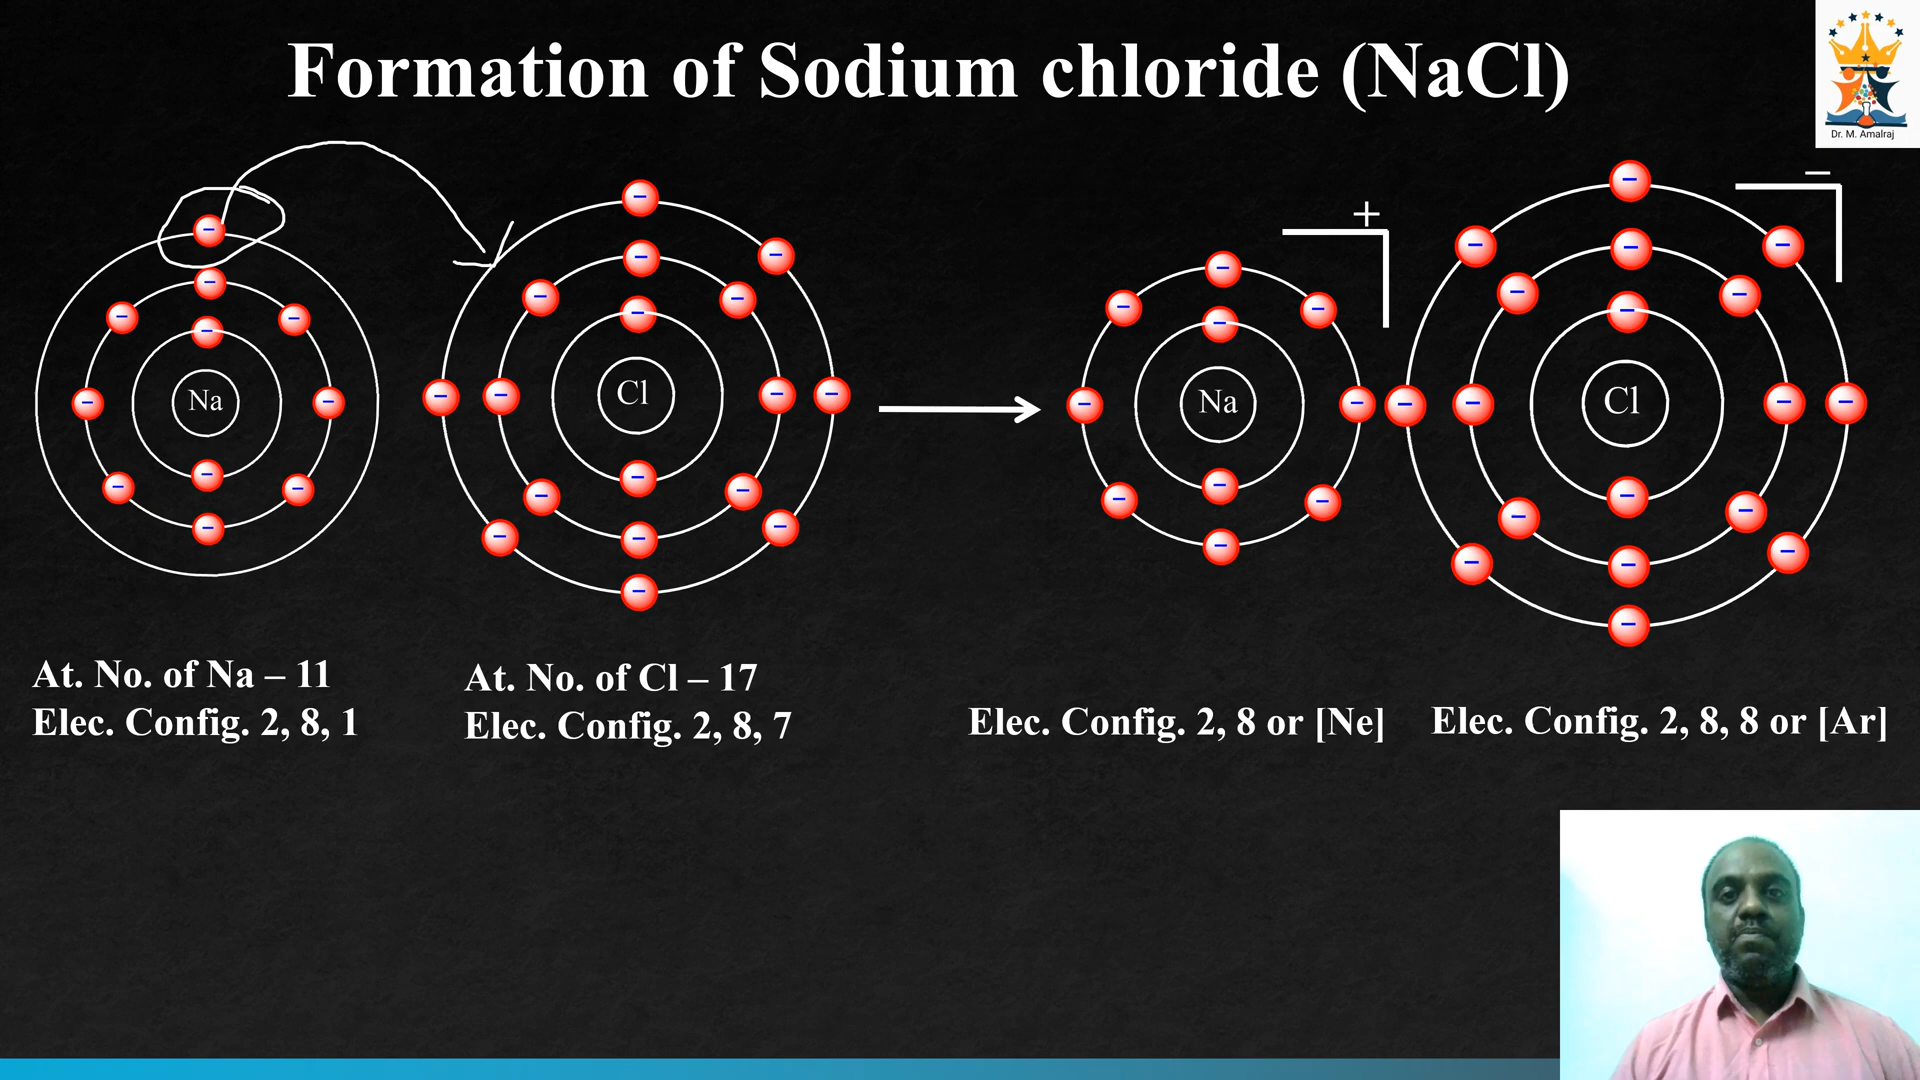 Formation of Sodium chloride (NaCl)
Dr. M. Amalraj
Na
Cl
+
Na
−
Cl
At. No. of Na – 11
Elec. Config. 2, 8, 1
At. No. of Cl – 17
Elec. Config. 2, 8, 7
Elec. Config. 2, 8 or [Ne]
Elec. Config. 2, 8, 8 or [Ar]